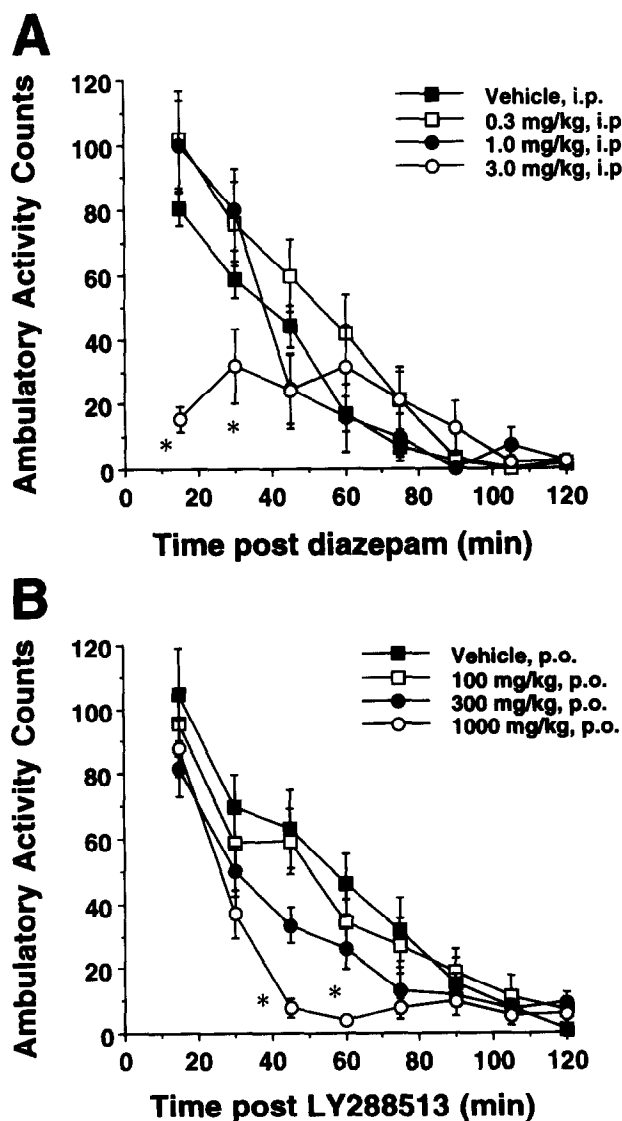 A
Ambulatory Activity Counts
120
100
80
60
40
20
0
Vehicle, i.p.
0.3 mg/kg, i.p
1.0 mg/kg, i.p
3.0 mg/kg, i.p
*
*
0 20 40 60 80 100 120
Time post diazepam (min)
B
Ambulatory Activity Counts
120
100
80
60
40
20
0
Vehicle, p.o.
100 mg/kg, p.o.
300 mg/kg, p.o.
1000 mg/kg, p.o.
*
*
0 20 40 60 80 100 120
Time post LY288513 (min)